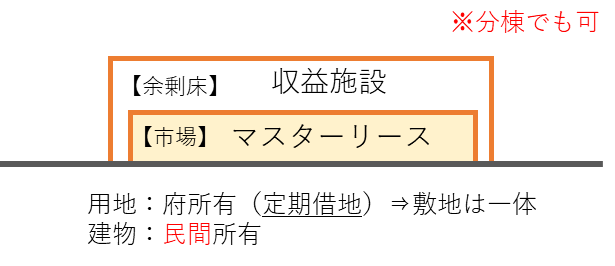 ※分棟でも可
【余剰床】 収益施設
【市場】 マスターリース
用地：府所有（定期借地）⇒敷地は一体
建物：民間所有